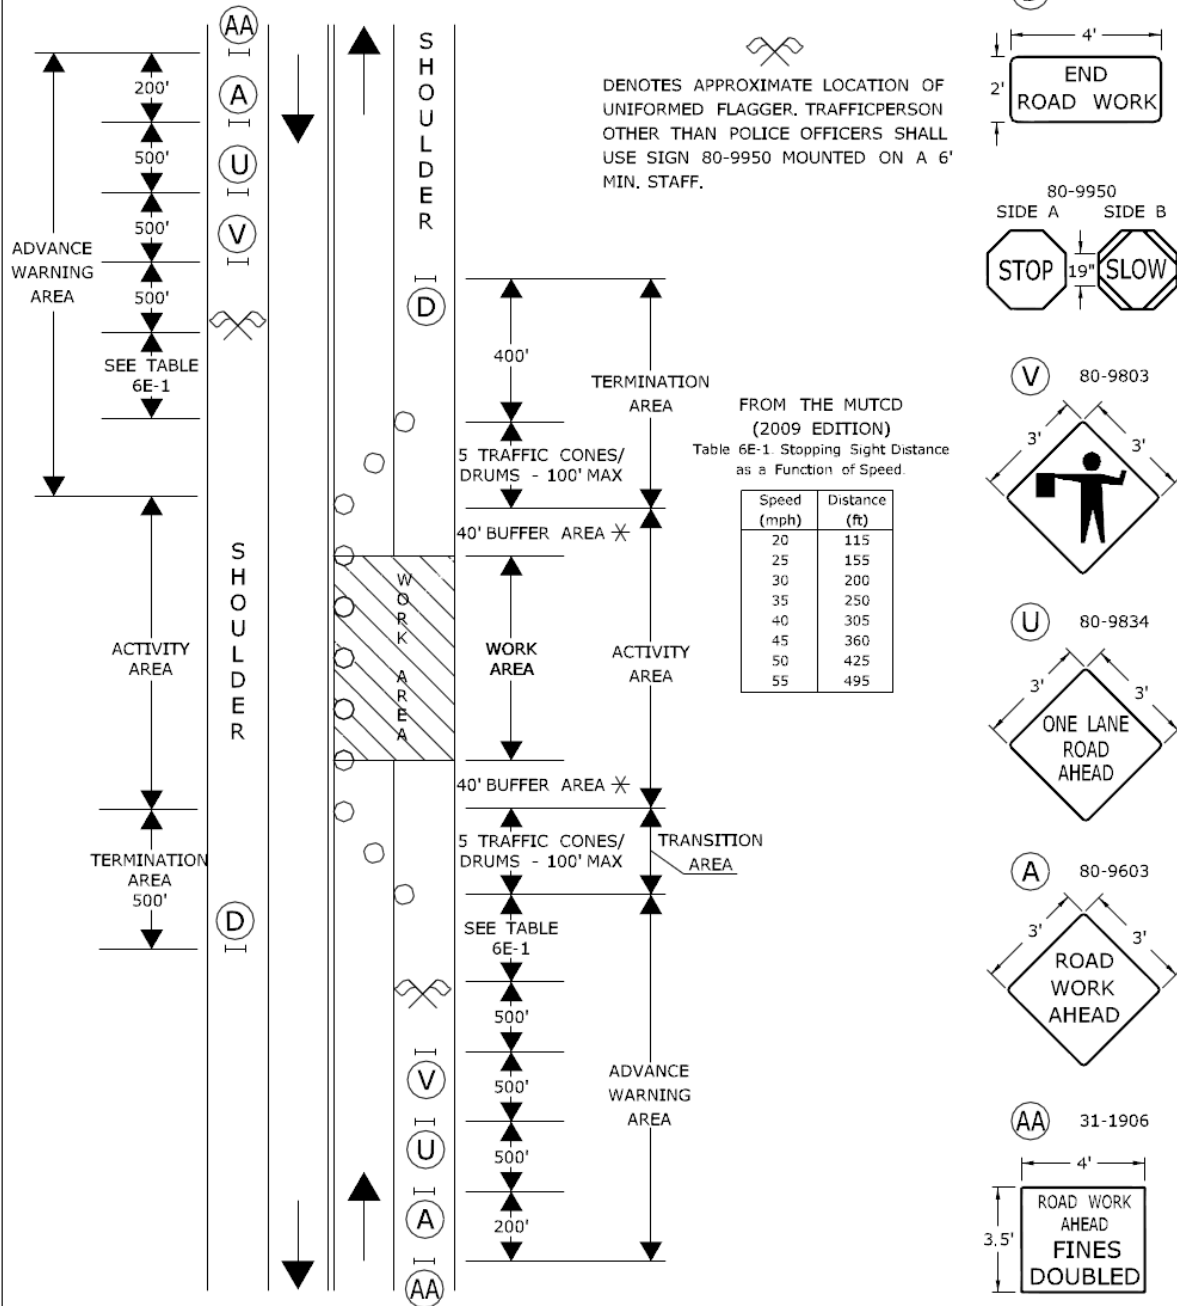 AA
200'
A
500'
U
500'
V
500'
ADVANCE
WARNING
AREA
SEE TABLE
6E-1
SHOULDER
ACTIVITY
AREA
TERMINATION
AREA
500'
D
SHOULDER
D
400'
TERMINATION
AREA
5 TRAFFIC CONES/
DRUMS - 100' MAX
40' BUFFER AREA *
WORK AREA
WORK
AREA
ACTIVITY
AREA
40' BUFFER AREA *
5 TRAFFIC CONES/
DRUMS - 100' MAX
TRANSITION
AREA
SEE TABLE
6E-1
500'
V
500'
U
500'
A
200'
AA
ADVANCE
WARNING
AREA
DENOTES APPROXIMATE LOCATION OF
UNIFORMED FLAGGER. TRAFFICPERSON
OTHER THAN POLICE OFFICERS SHALL
USE SIGN 80-9950 MOUNTED ON A 6'
MIN. STAFF.
FROM THE MUTCD
(2009 EDITION)
Table 6E-1. Stopping Sight Distance
as a Function of Speed.
Speed Distance
(mph) (ft)
20 115
25 155
30 200
35 250
40 305
45 360
50 425
55 495
4'
2'
END
ROAD WORK
80-9950
SIDE A SIDE B
STOP 19" SLOW
V 80-9803
3' 3'
U 80-9834
3' 3'
ONE LANE
ROAD
AHEAD
A 80-9603
3' 3'
ROAD
WORK
AHEAD
AA 31-1906
4'
3.5'
ROAD WORK
AHEAD
FINES
DOUBLED